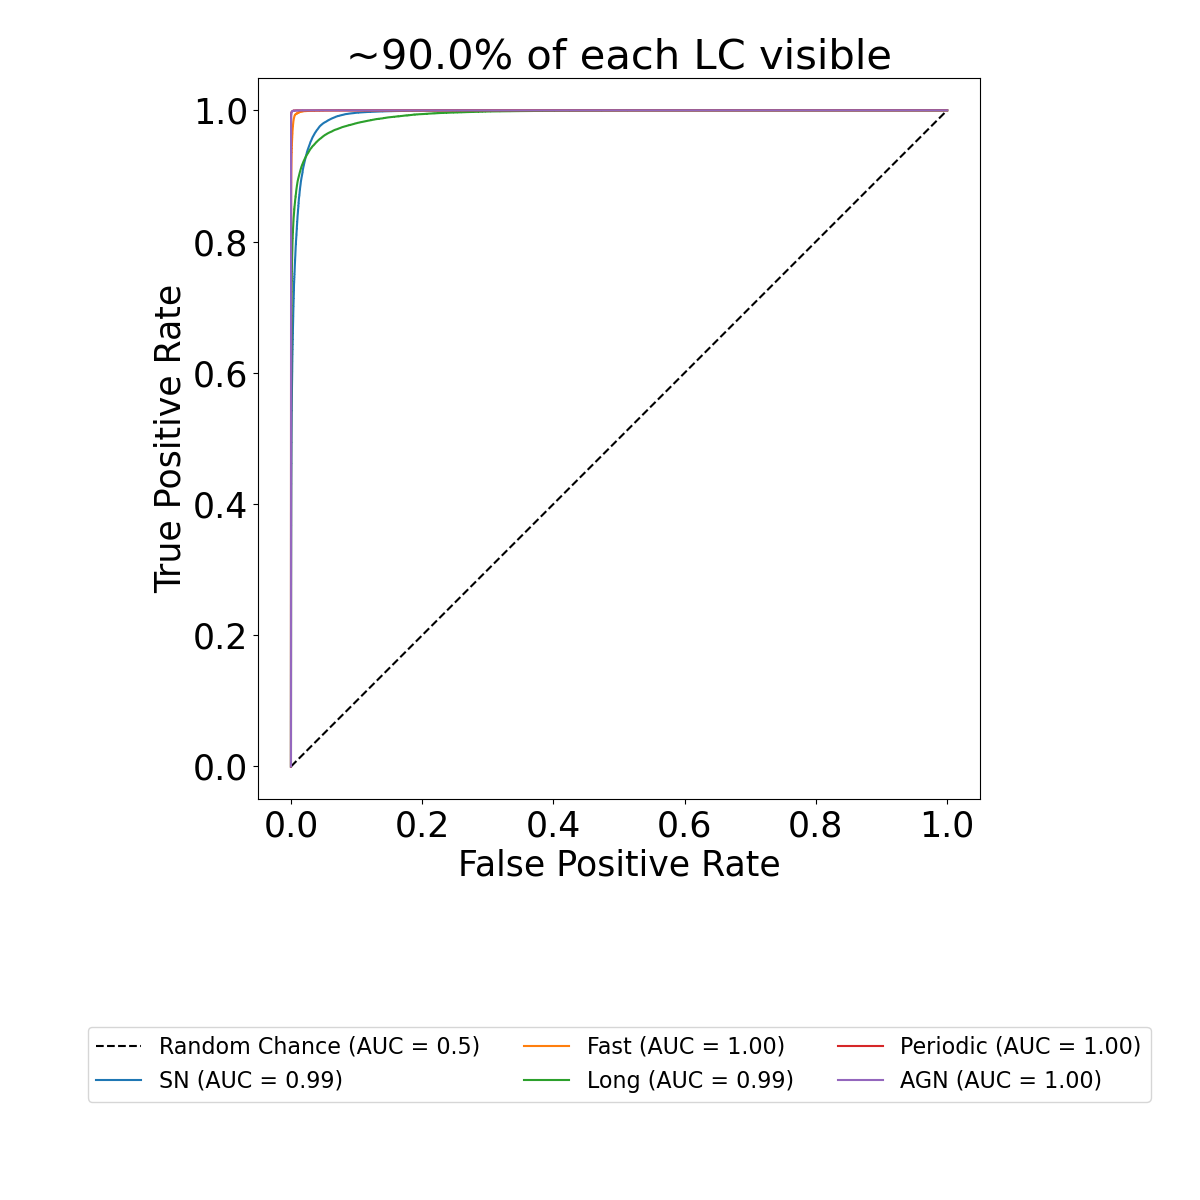 ~90.0% of each LC visible
1.0
0.8
0.6
0.4
0.2
0.0
True Positive Rate
0.0 0.2 0.4 0.6 0.8 1.0
False Positive Rate
Random Chance (AUC = 0.5)
SN (AUC = 0.99)
Fast (AUC = 1.00)
Long (AUC = 0.99)
Periodic (AUC = 1.00)
AGN (AUC = 1.00)